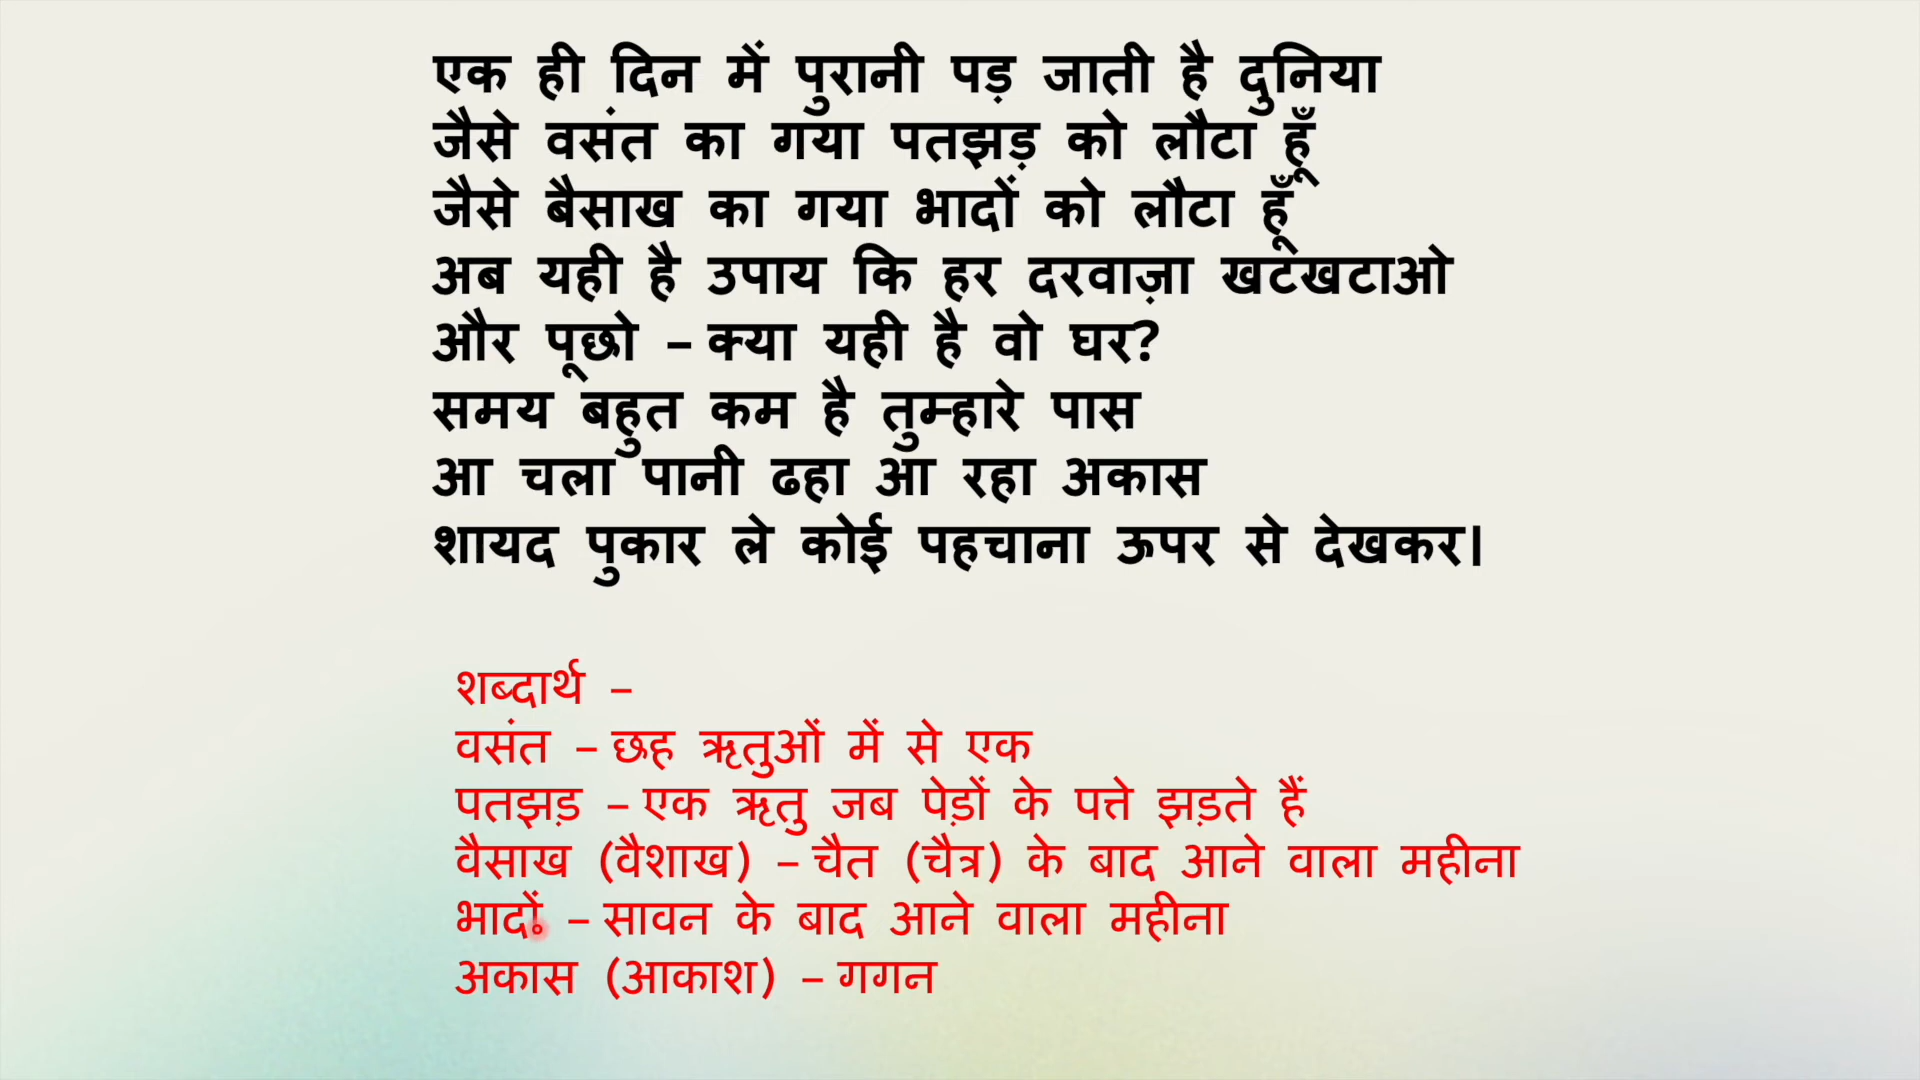 एक ही दिन में पुरानी पड़ जाती है दुनिया
जैसे वसंत का गया पतझड़ को लौटा हूँ
जैसे बैसाख का गया भादों को लौटा हूँ
अब यही है उपाय कि हर दरवाज़ा खटखटाओ
और पूछो – क्या यही है वो घर?
समय बहुत कम है तुम्हारे पास
आ चला पानी ढहा आ रहा अकास
शायद पुकार ले कोई पहचाना ऊपर से देखकर।
शब्दार्थ –
वसंत – छह ऋतुओं में से एक
पतझड़ – एक ऋतु जब पेड़ों के पत्ते झड़ते हैं
वैसाख (वैशाख) – चैत (चैत्र) के बाद आने वाला महीना
भादों – सावन के बाद आने वाला महीना
अकास (आकाश) – गगन